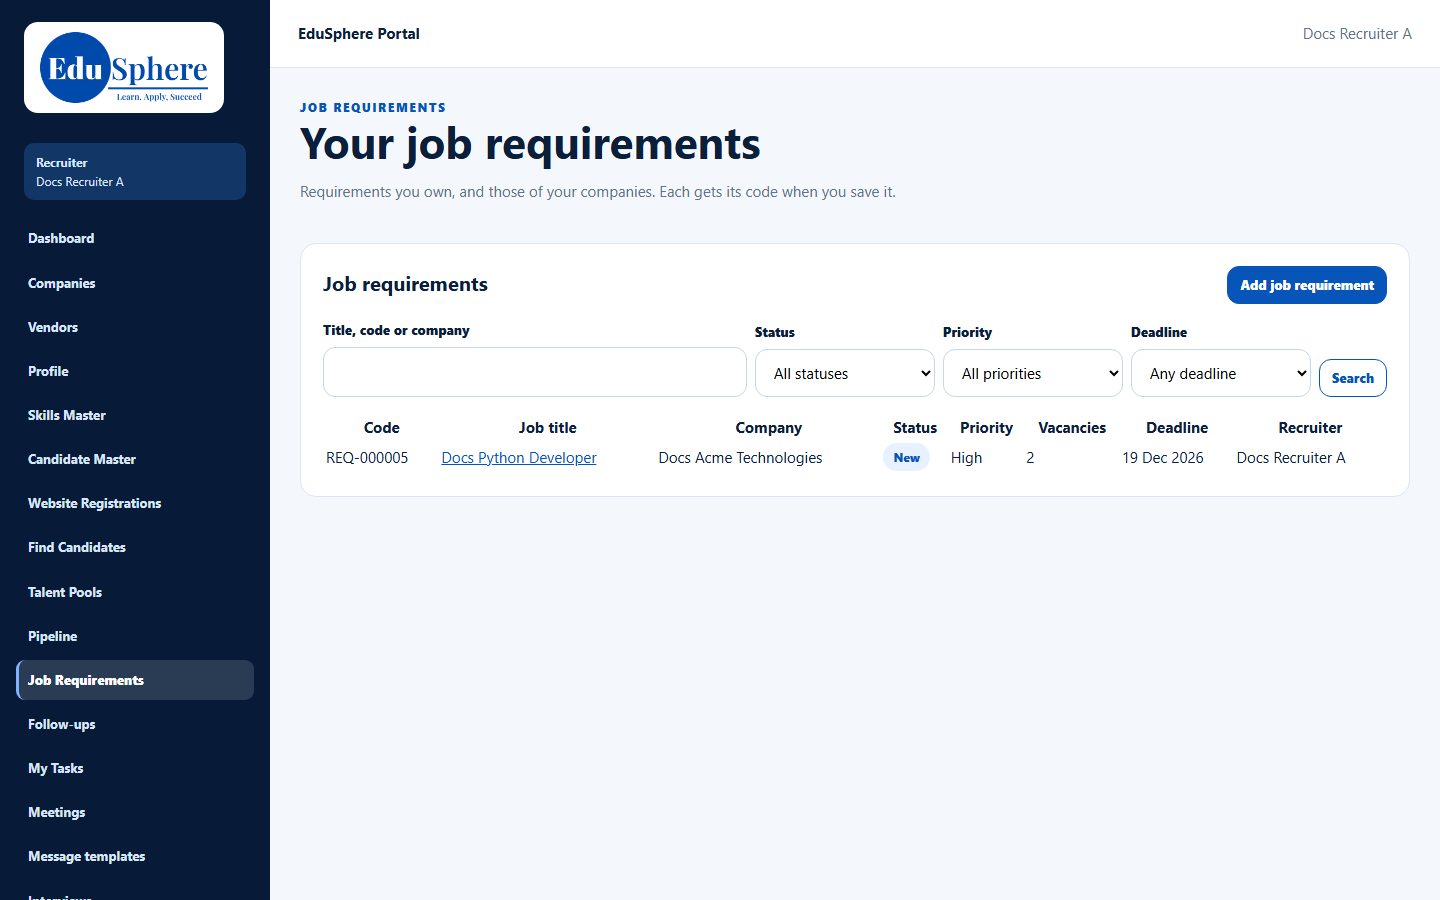 Edu Sphere
Learn. Apply, Succeed
Recruiter
Docs Recruiter A
Dashboard
Companies
Vendors
Profile
Skills Master
Candidate Master
Website Registrations
Find Candidates
Talent Pools
Pipeline
Job Requirements
Follow-ups
My Tasks
Meetings
Message templates
EduSphere Portal
Docs Recruiter A
JOB REQUIREMENTS
Your job requirements
Requirements you own, and those of your companies. Each gets its code when you save it.
Job requirements
Add job requirement
Title, code or company
Status
Priority
Deadline
All statuses
All priorities
Any deadline
Search
Code Job title Company Status Priority Vacancies Deadline Recruiter
REQ-000005 Docs Python Developer Docs Acme Technologies New High 2 19 Dec 2026 Docs Recruiter A